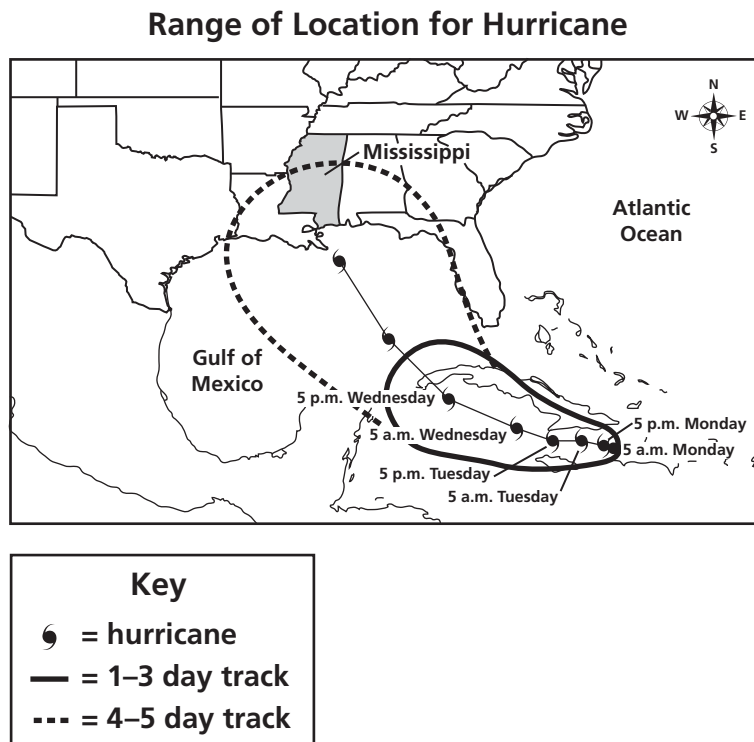 Range of Location for Hurricane
N
W E
S
Mississippi
Atlantic
Ocean
Gulf of
Mexico
5 p.m. Wednesday
5 p.m. Monday
5 a.m. Wednesday
5 a.m. Monday
5 p.m. Tuesday
5 a.m. Tuesday
Key
= hurricane
= 1–3 day track
= 4–5 day track